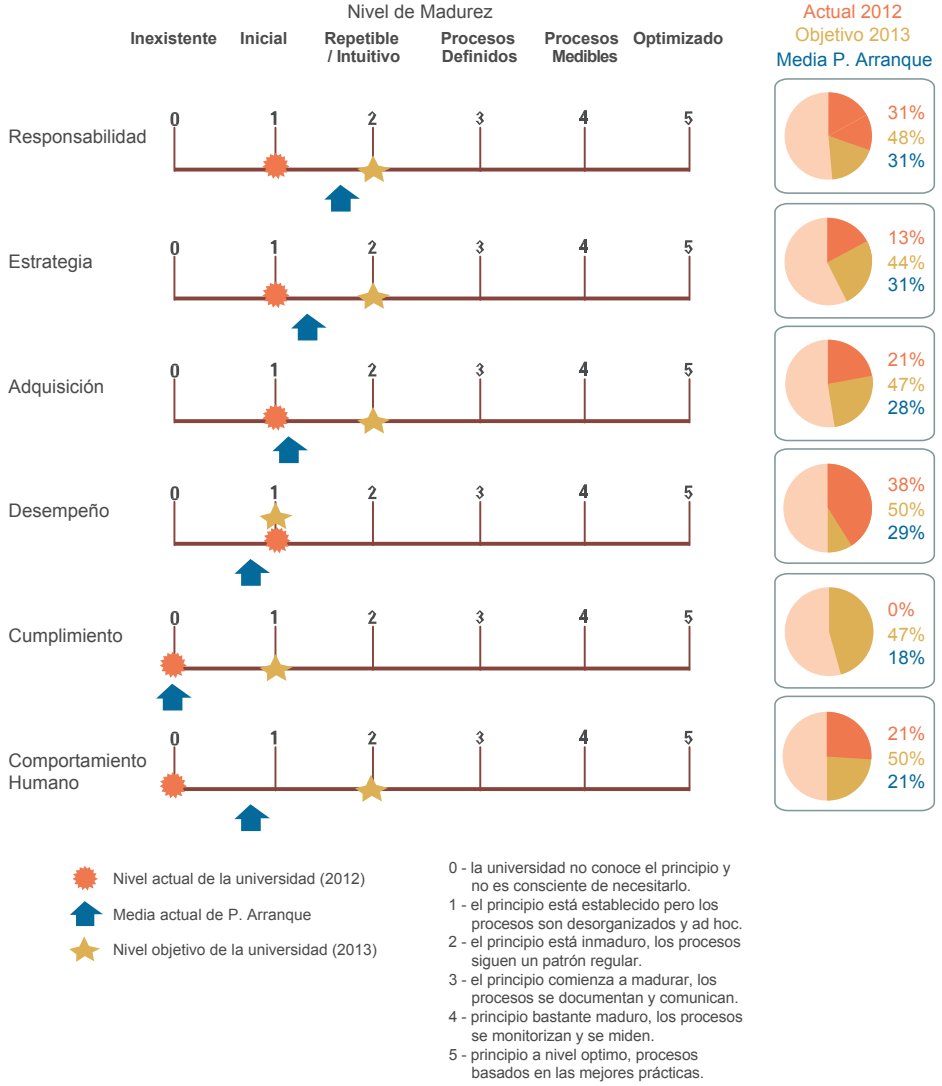 Nivel de Madurez
Inexistente Inicial Repetible / Intuitivo Procesos Definidos Procesos Medibles Optimizado
Actual 2012
Objetivo 2013
Media P. Arranque
Responsabilidad
0 1 2 3 4 5
31%
48%
31%
Estrategia
0 1 2 3 4 5
13%
44%
31%
Adquisición
0 1 2 3 4 5
21%
47%
28%
Desempeño
0 1 2 3 4 5
38%
50%
29%
Cumplimiento
0 1 2 3 4 5
0%
47%
18%
Comportamiento
Humano
0 1 2 3 4 5
21%
50%
21%
Nivel actual de la universidad (2012)
Media actual de P. Arranque
Nivel objetivo de la universidad (2013)
0 - la universidad no conoce el principio y
no es consciente de necesitarlo.
1 - el principio está establecido pero los
procesos son desorganizados y ad hoc.
2 - el principio está inmaduro, los procesos
siguen un patrón regular.
3 - el principio comienza a madurar, los
procesos se documentan y comunican.
4 - principio bastante maduro, los procesos
se monitorizan y se miden.
5 - principio a nivel optimo, procesos
basados en las mejores prácticas.